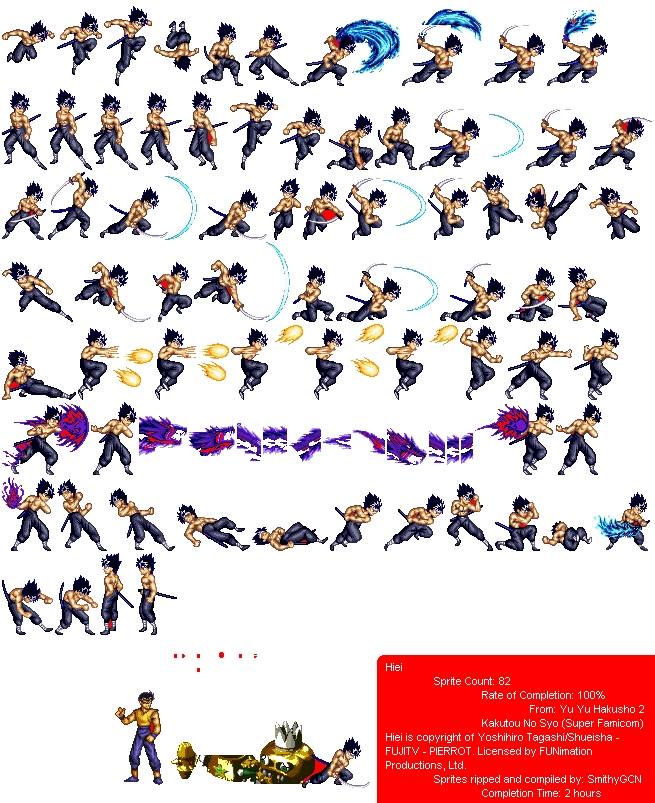 Hiei
Sprite Count: 82
Rate of Completion: 100%
From: Yu Yu Hakusho 2
Kakutou No Syo (Super Famicom)
Hiei is copyright of Yoshihiro Tagashi/Shueisha -
FUJITV - PIERROT. Licensed by FUNimation
Productions, Ltd.
Sprites ripped and compiled by: SmithyGCN
Completion Time: 2 hours